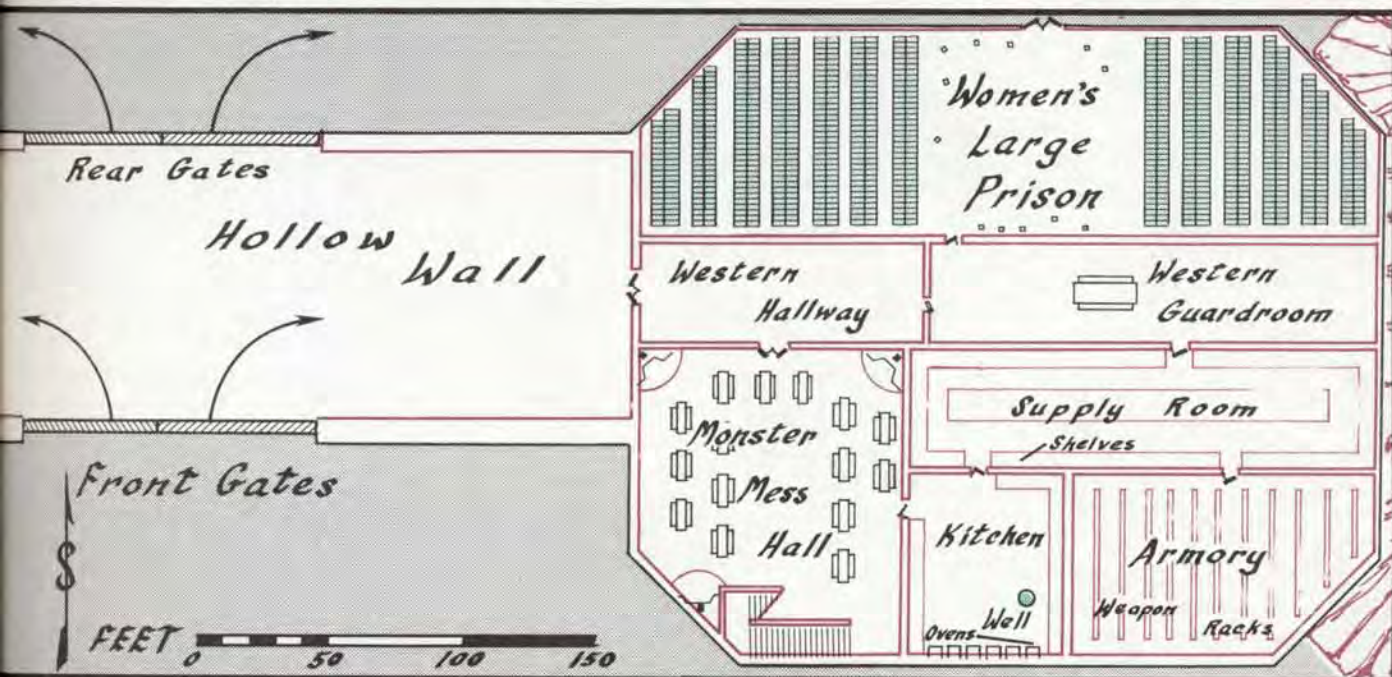 Rear Gates
Hollow
Wall
Front Gates
S
FEET
0 50 100 150
Women's
Large
Prison
Western
Hallway
Western
Guardroom
Supply Room
Shelves
Monster
Mess
Hall
Kitchen
Well
Ovens
Armory
Weapon
Racks